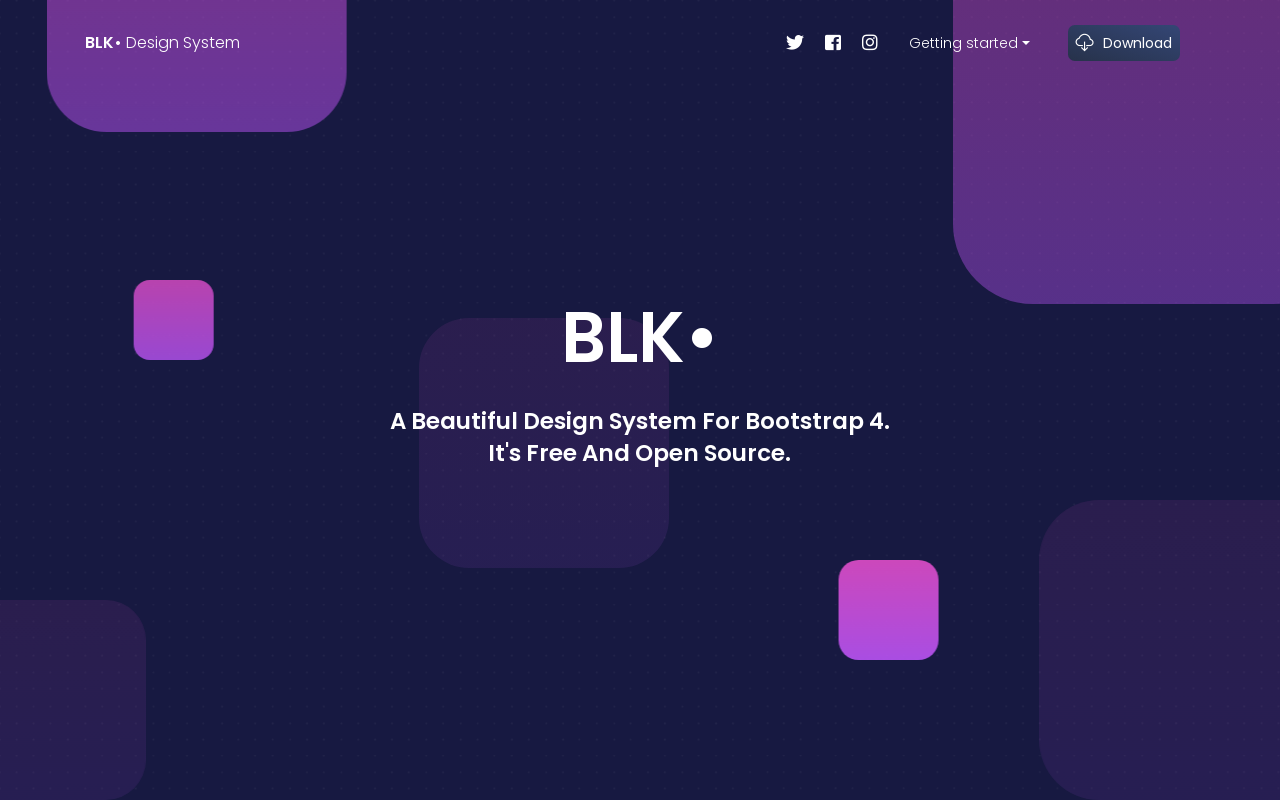 BLK• Design System
Getting started
Download
BLK•
A Beautiful Design System For Bootstrap 4.
It's Free And Open Source.